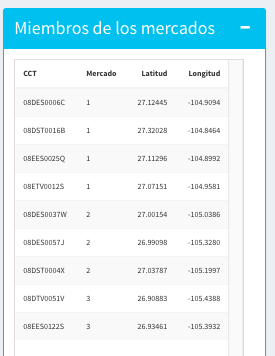 Miembros de los mercados
CCT Mercado Latitud Longitud
08DES0006C 1 27.12445 -104.9094
08DST0016B 1 27.32028 -104.8464
08EES0025Q 1 27.11296 -104.8992
08ETV0012S 1 27.07151 -104.9581
08DES0037W 2 27.00154 -105.0386
08DES0057J 2 26.99098 -105.3280
08DST0004X 2 27.03787 -105.1997
08DTV0051V 3 26.90883 -105.4388
08EES0122S 3 26.93461 -105.3932